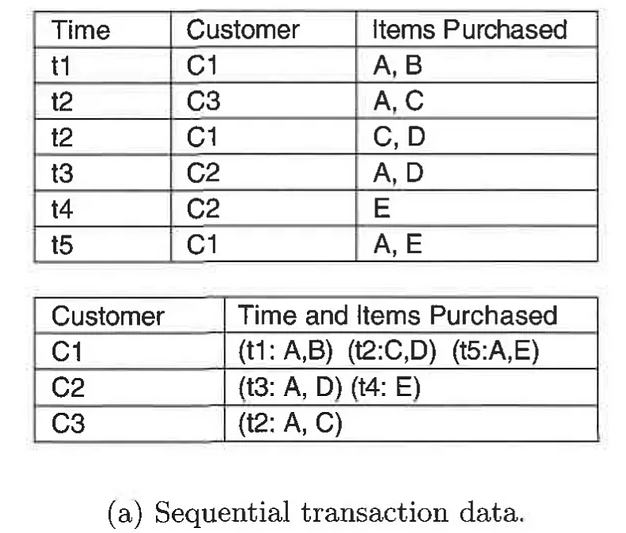 Time Customer Items Purchased
t1 C1 A, B
t2 C3 A, C
t2 C1 C, D
t3 C2 A, D
t4 C2 E
t5 C1 A, E
Customer Time and Items Purchased
C1 (t1: A,B) (t2:C,D) (t5:A,E)
C2 (t3: A, D) (t4: E)
C3 (t2: A, C)
(a) Sequential transaction data.